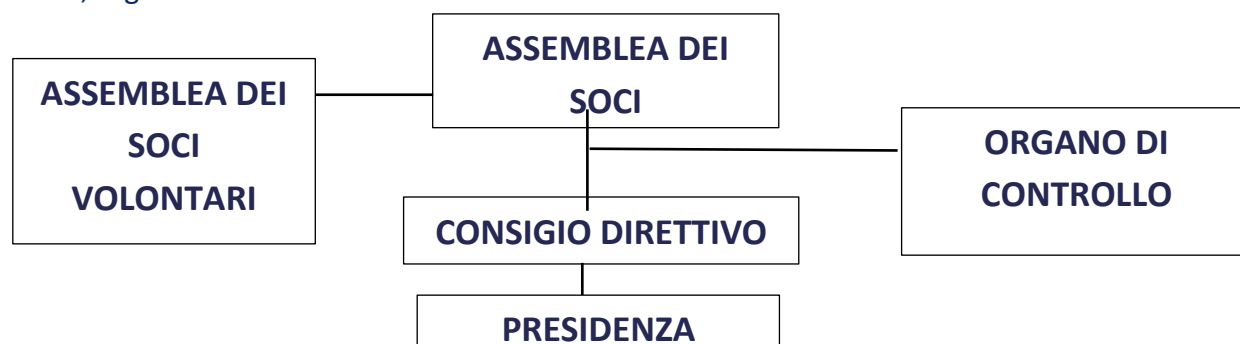 ASSEMBLEA DEI
SOCI
ASSEMBLEA DEI
SOCI
VOLONTARI
ORGANO DI
CONTROLLO
CONSIGIO DIRETTIVO
PRESIDENZA